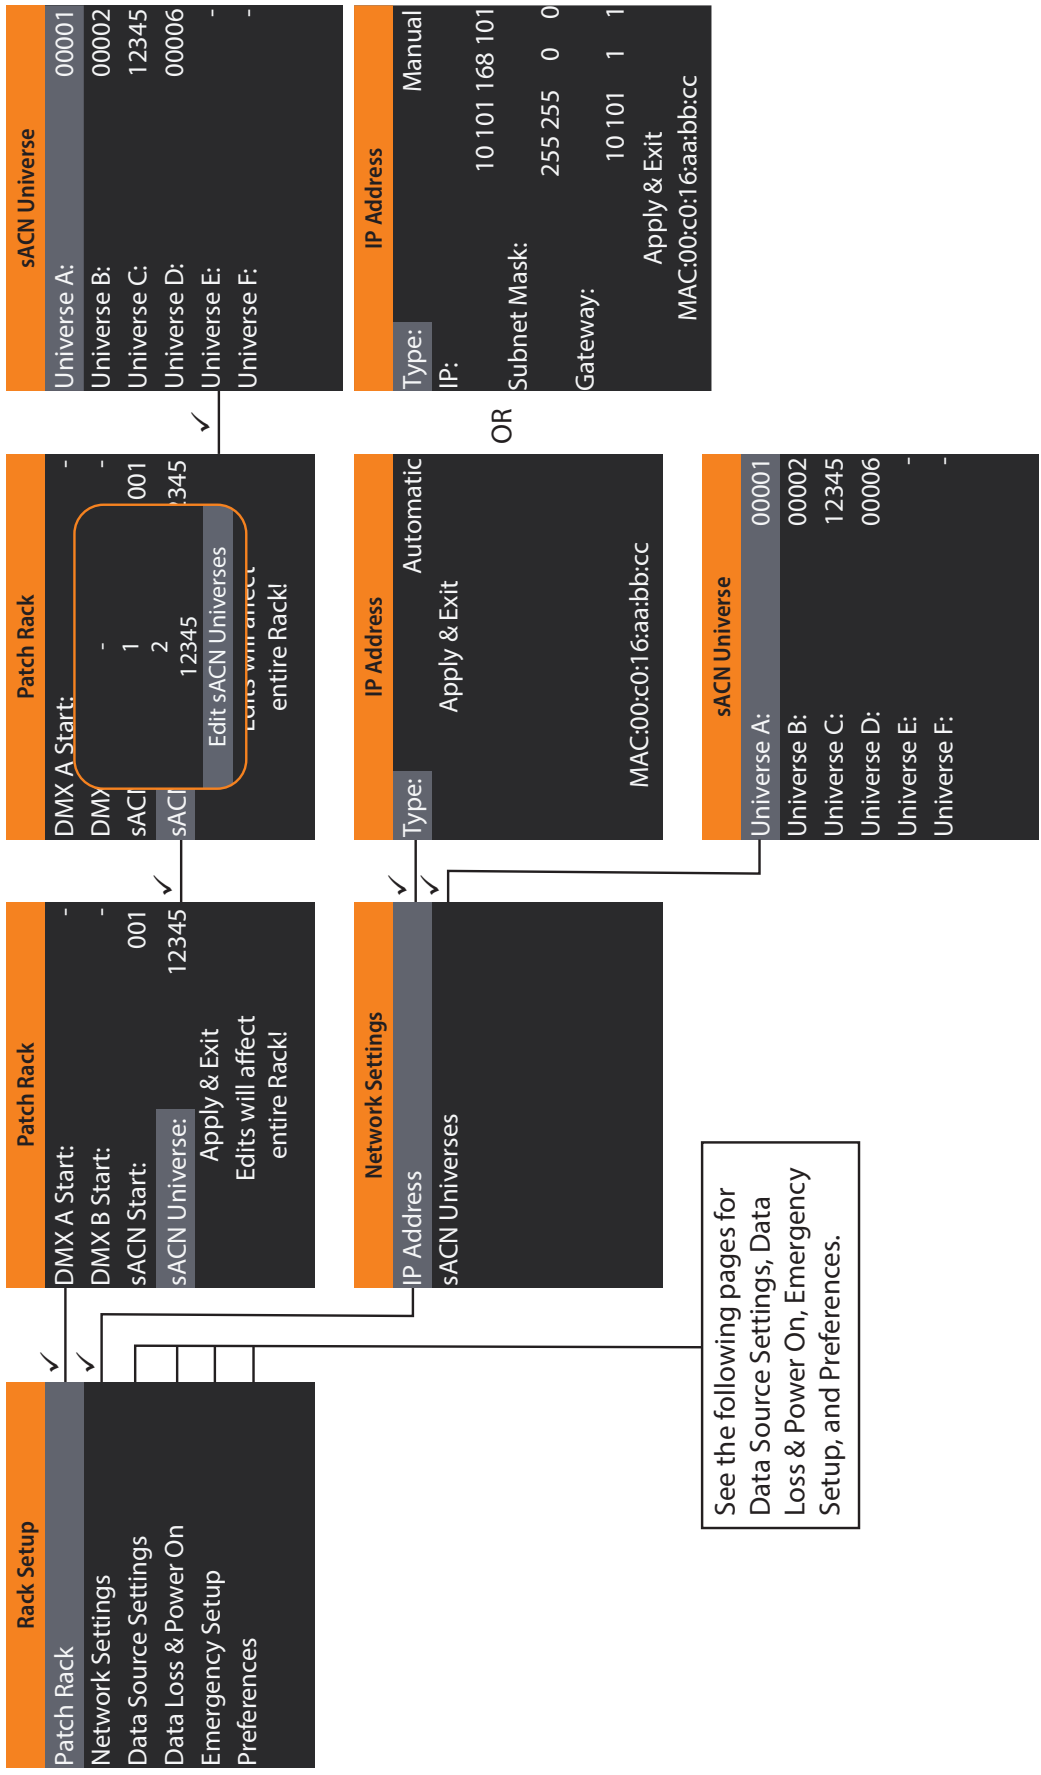 Rack Setup
Patch Rack
Network Settings
Data Source Settings
Data Loss & Power On
Emergency Setup
Preferences
✓
✓
Patch Rack
DMX A Start: -
DMX B Start: -
sACN Start: 001
sACN Universe: 12345
Apply & Exit
Edits will affect
entire Rack!
✓
Patch Rack
DMX A Start: -
DMX -
sACN 001
sACN 2345
-
1
2
12345
Edit sACN Universes
Edits will affect
entire Rack!
✓
sACN Universe
Universe A: 00001
Universe B: 00002
Universe C: 12345
Universe D: 00006
Universe E: -
Universe F: -
Network Settings
IP Address
sACN Universes
✓
✓
IP Address
Type: Automatic
Apply & Exit
MAC:00:c0:16:aa:bb:cc
OR
IP Address
Type: Manual
IP:
10 101 168 101
Subnet Mask:
255 255 0 0
Gateway:
10 101 1 1
Apply & Exit
MAC:00:c0:16:aa:bb:cc
See the following pages for
Data Source Settings, Data
Loss & Power On, Emergency
Setup, and Preferences.
sACN Universe
Universe A: 00001
Universe B: 00002
Universe C: 12345
Universe D: 00006
Universe E: -
Universe F: -